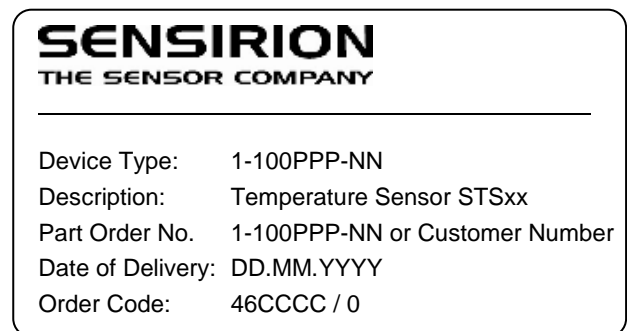 SENSIRION
THE SENSOR COMPANY
Device Type: 1-100PPP-NN
Description: Temperature Sensor STSxx
Part Order No. 1-100PPP-NN or Customer Number
Date of Delivery: DD.MM.YYYY
Order Code: 46CCCC / 0